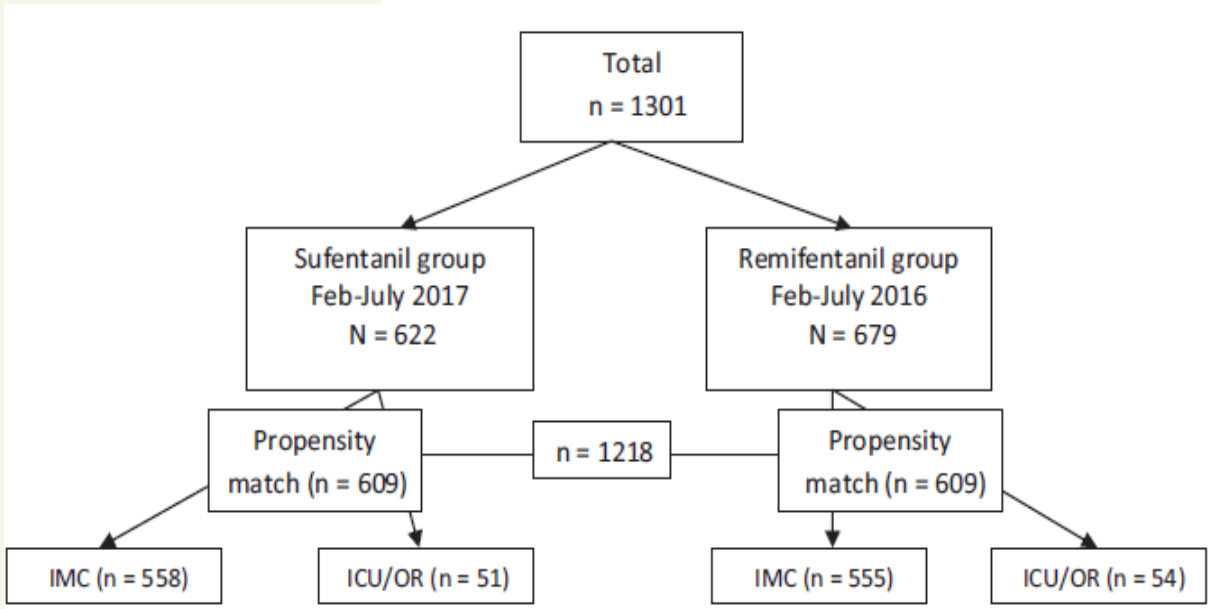 Total
n = 1301
Sufentanil group
Feb-July 2017
N = 622
Remifentanil group
Feb-July 2016
N = 679
Propensity
match (n = 609)
n = 1218
Propensity
match (n = 609)
IMC (n = 558)
ICU/OR (n = 51)
IMC (n = 555)
ICU/OR (n = 54)